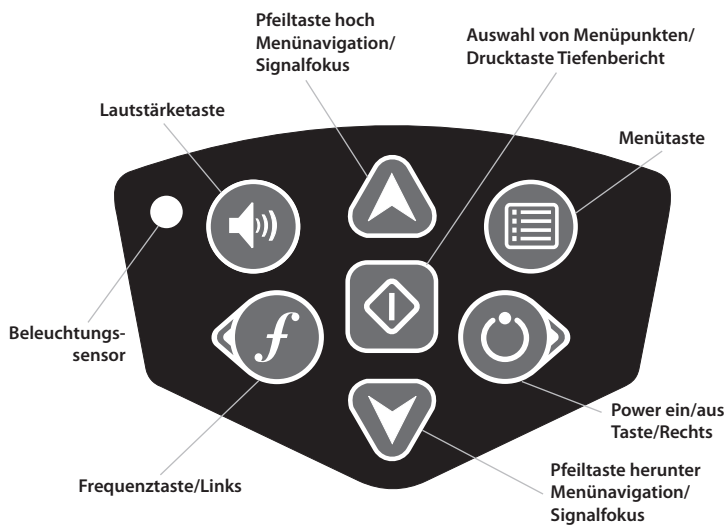 Pfeiltaste hoch
Menünavigation/
Signalfokus
Auswahl von Menüpunkten/
Drucktaste Tiefenbericht
Lautstärketaste
Menütaste
f
Beleuchtungs-
sensor
Power ein/aus
Taste/Rechts
Frequenztaste/Links
Pfeiltaste herunter
Menünavigation/
Signalfokus